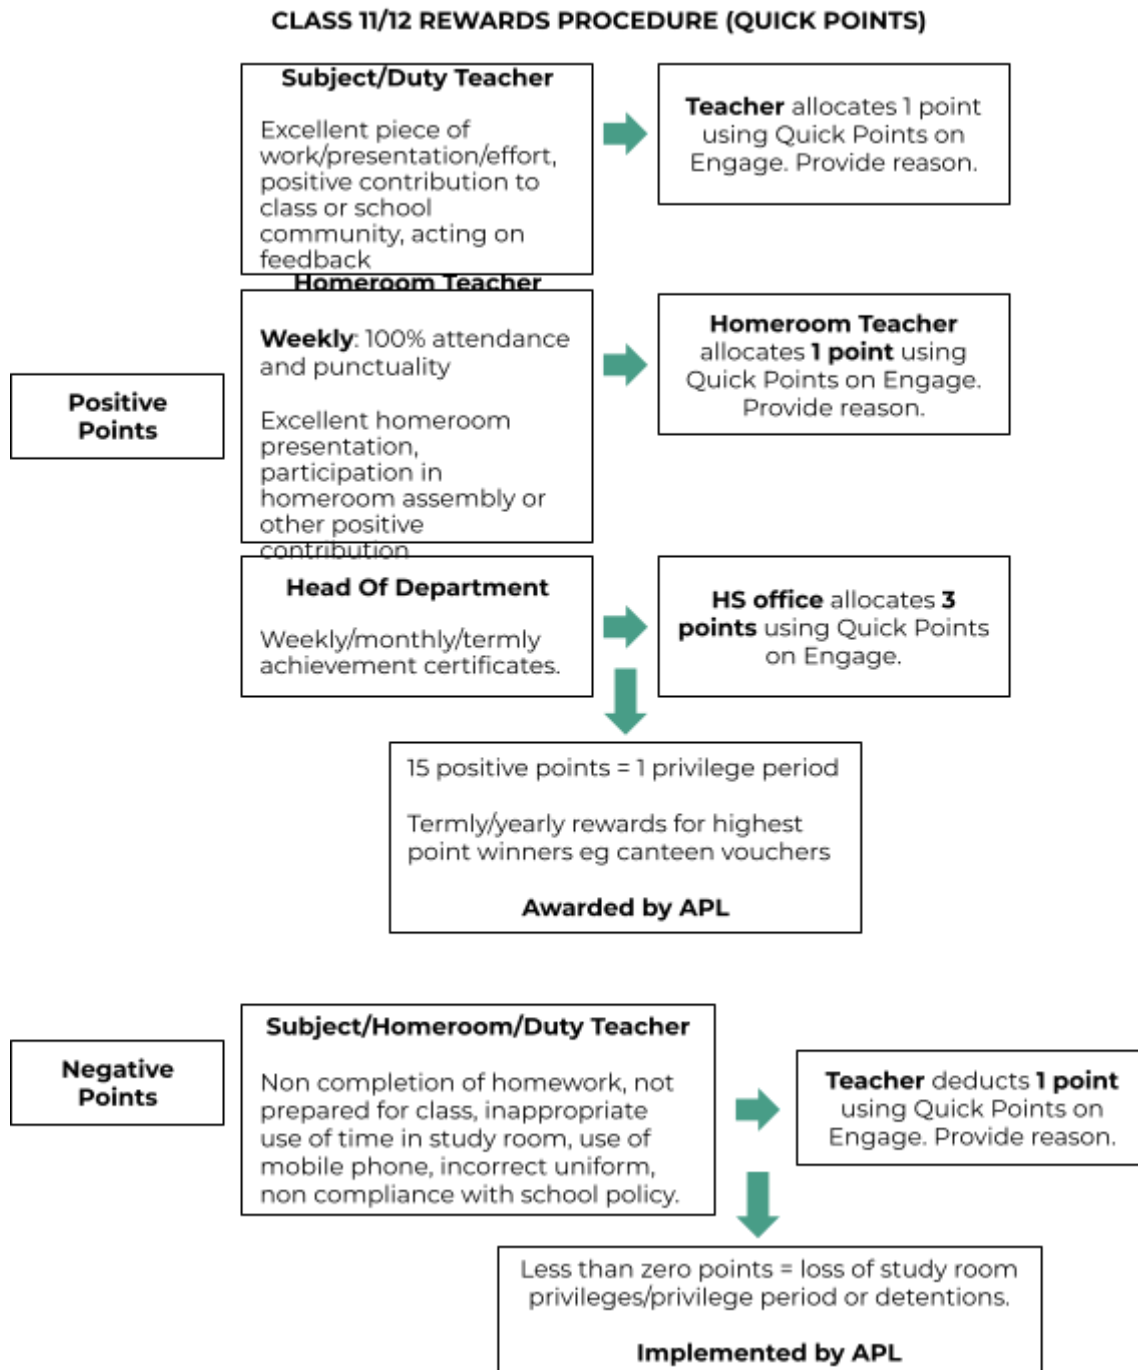 CLASS 11/12 REWARDS PROCEDURE (QUICK POINTS)
Subject/Duty Teacher
Excellent piece of
work/presentation/effort,
positive contribution to
class or school
community, acting on
feedback
Teacher allocates 1 point
using Quick Points on
Engage. Provide reason.
Positive
Points
Homeroom Teacher
Weekly: 100% attendance
and punctuality
Excellent homeroom
presentation,
participation in
homeroom assembly or
other positive
contribution
Homeroom Teacher
allocates 1 point using
Quick Points on Engage.
Provide reason.
Head Of Department
Weekly/monthly/termly
achievement certificates.
HS office allocates 3
points using Quick Points
on Engage.
15 positive points = 1 privilege period
Termly/yearly rewards for highest
point winners eg canteen vouchers
Awarded by APL
Negative
Points
Subject/Homeroom/Duty Teacher
Non completion of homework, not
prepared for class, inappropriate
use of time in study room, use of
mobile phone, incorrect uniform,
non compliance with school policy.
Teacher deducts 1 point
using Quick Points on
Engage. Provide reason.
Less than zero points = loss of study room
privileges/privilege period or detentions.
Implemented by APL